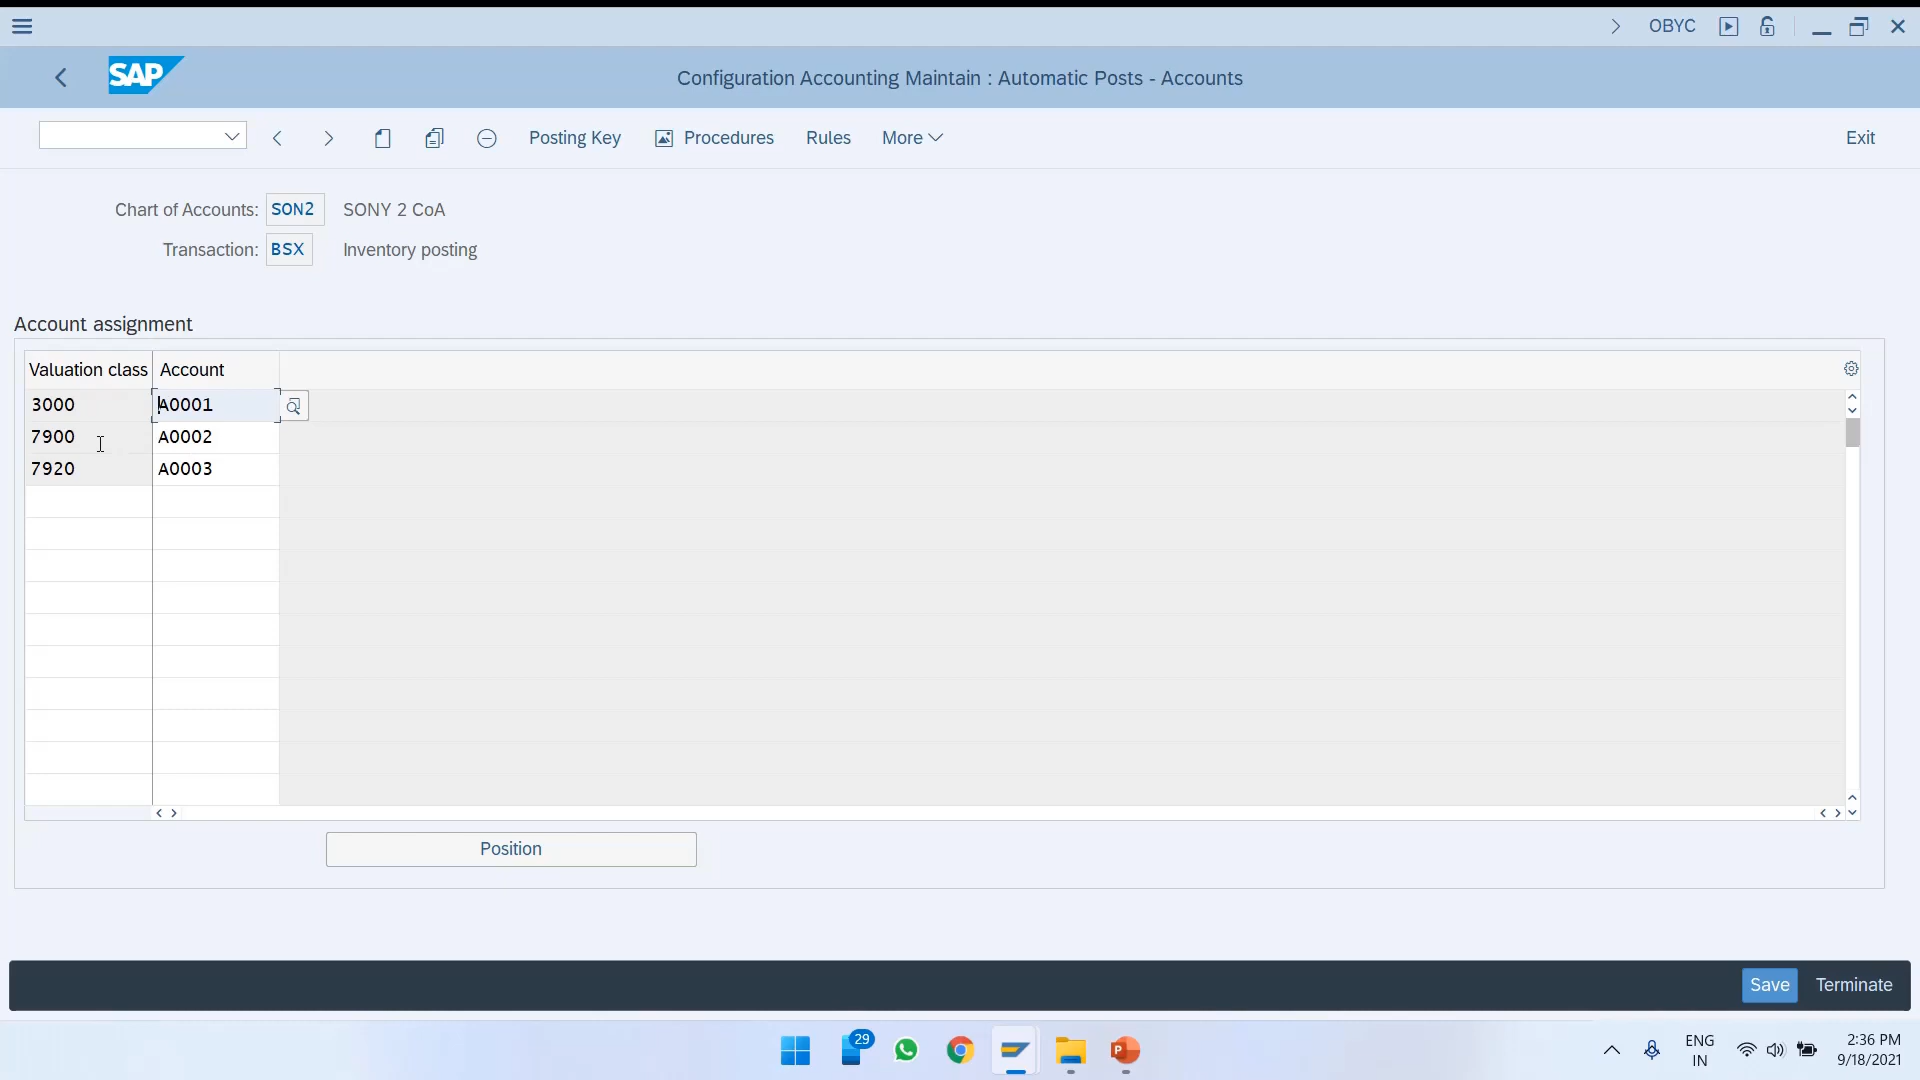 OBYC
SAP
Configuration Accounting Maintain : Automatic Posts - Accounts
Posting Key
Procedures
Rules
More
Exit
Chart of Accounts: SON2 SONY 2 CoA
Transaction: BSX Inventory posting
Account assignment
Valuation class Account
3000 A0001
7900 A0002
7920 A0003
Position
Save
Terminate
29
P
ENG
IN
2:36 PM
9/18/2021